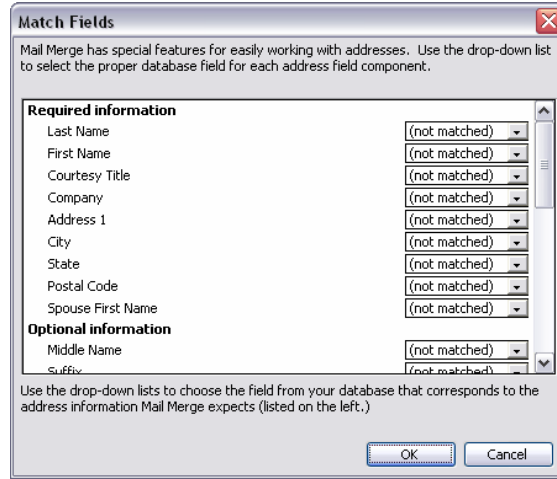 Match Fields
Mail Merge has special features for easily working with addresses.  Use the drop-down list
to select the proper database field for each address field component.
Required information
Last Name (not matched)
First Name (not matched)
Courtesy Title (not matched)
Company (not matched)
Address 1 (not matched)
City (not matched)
State (not matched)
Postal Code (not matched)
Spouse First Name (not matched)
Optional information
Middle Name (not matched)
Suffix (not matched)
Use the drop-down lists to choose the field from your database that corresponds to the
address information Mail Merge expects (listed on the left.)
OK Cancel